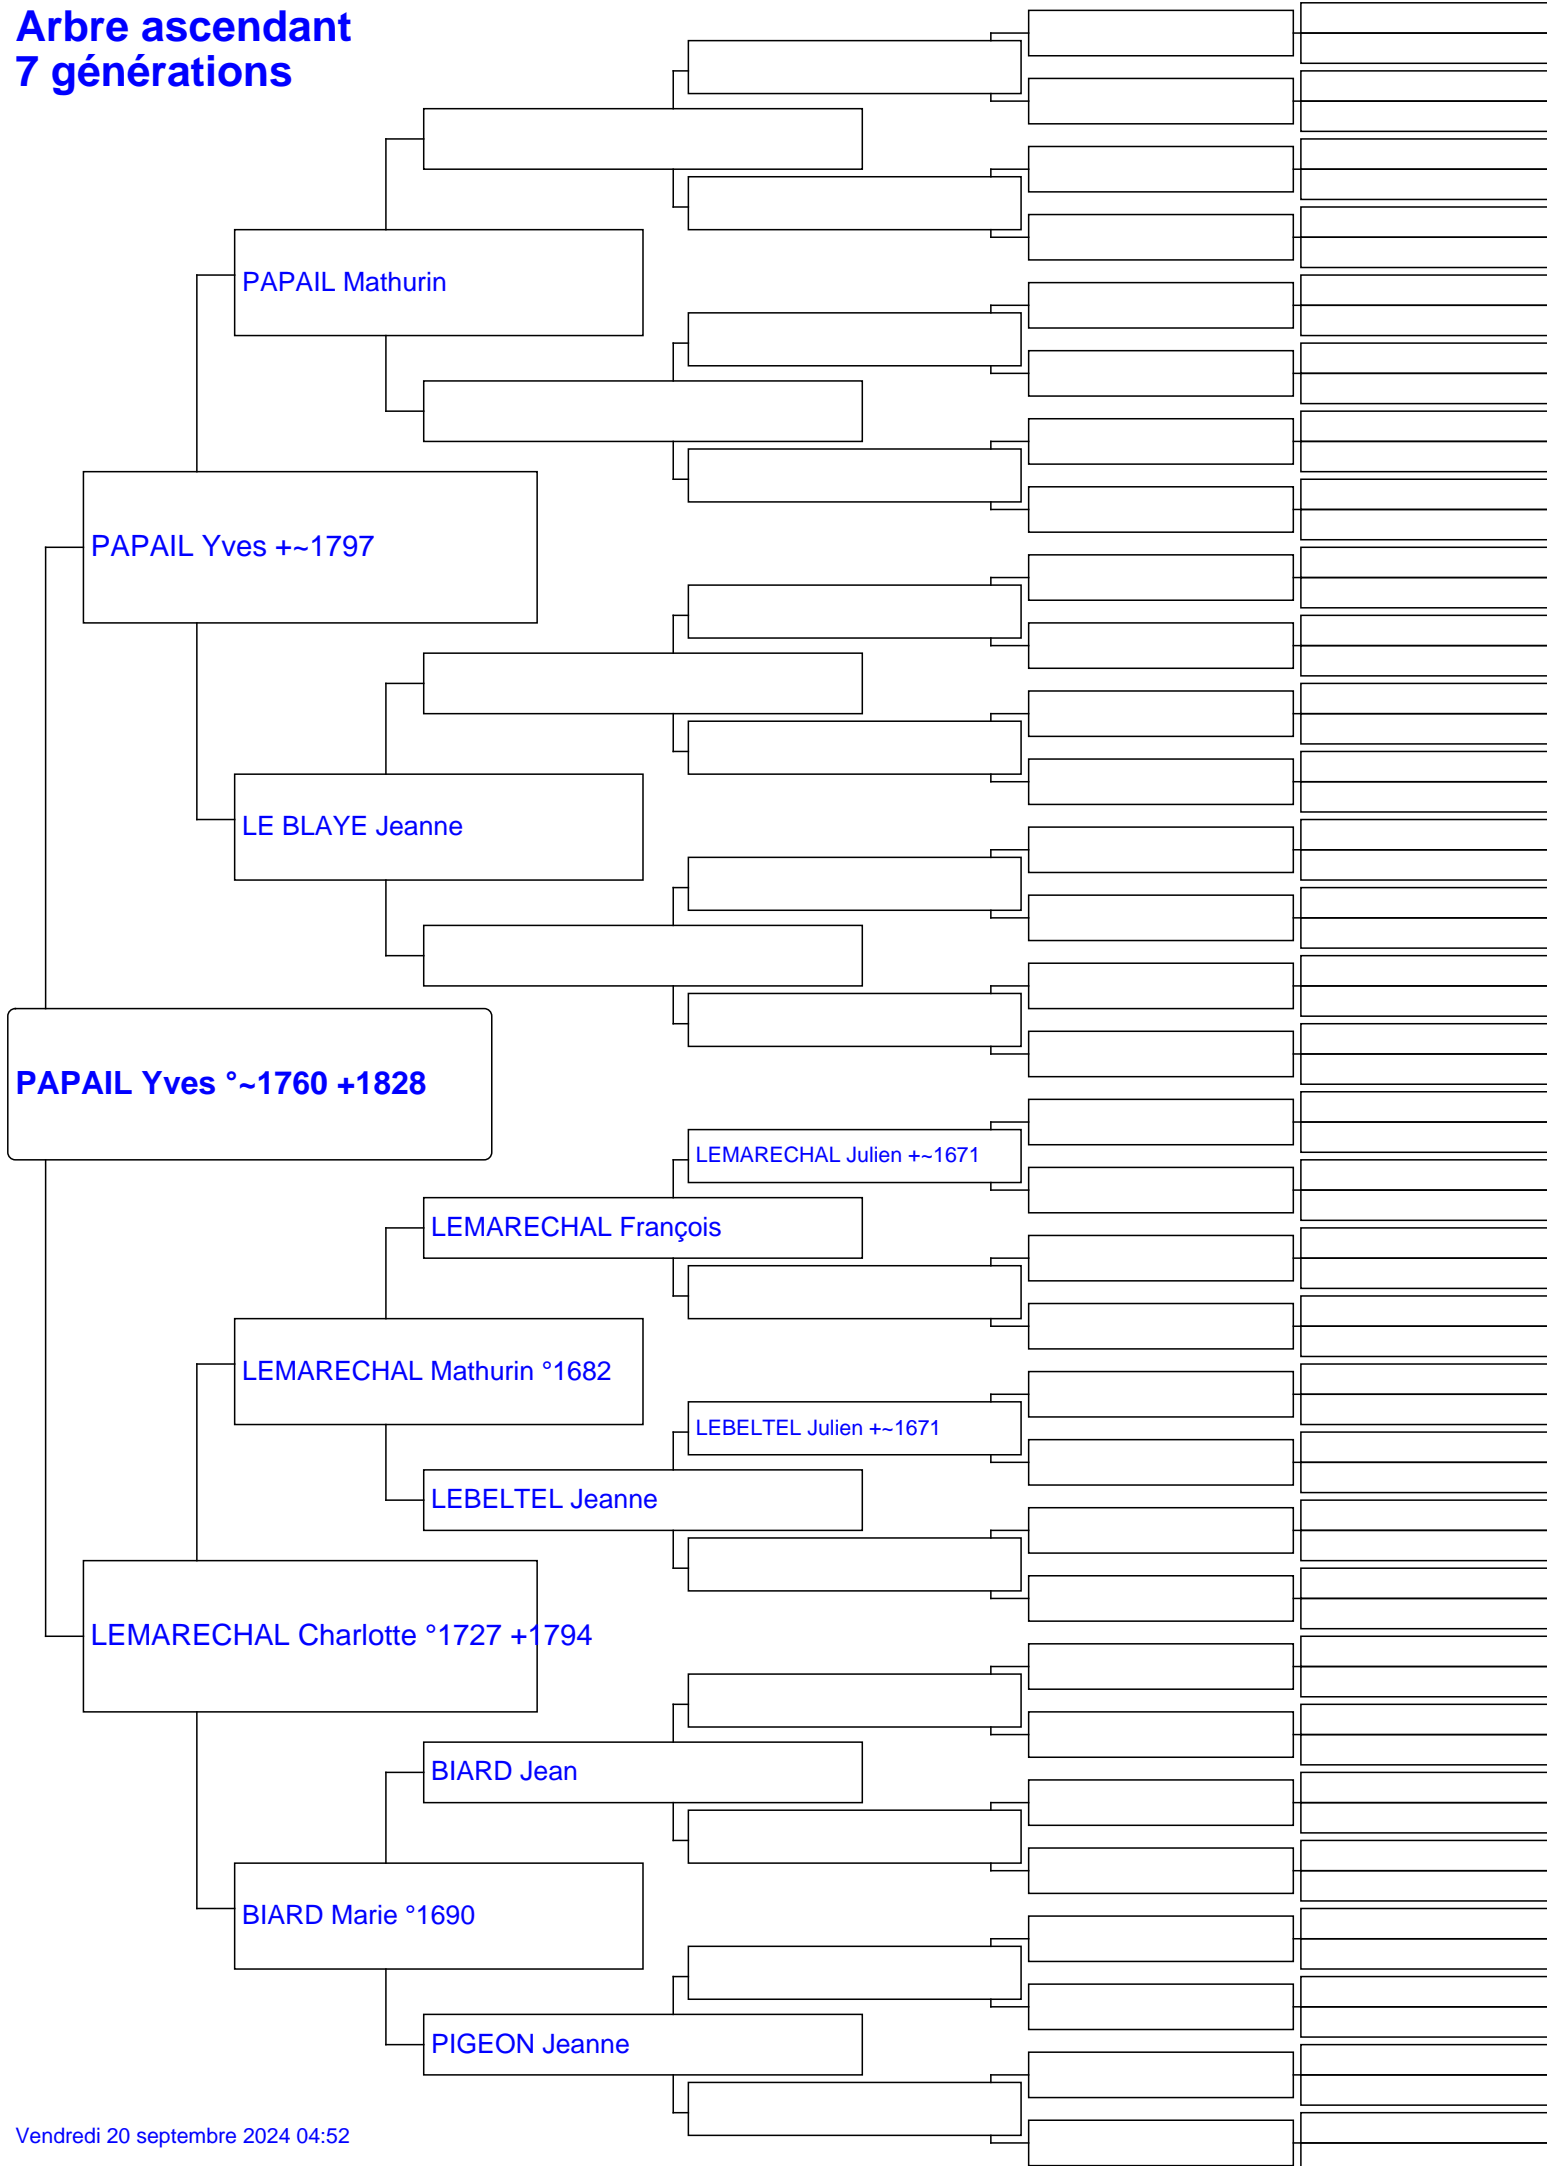 Arbre ascendant
7 générations
PAPAIL Mathurin
PAPAIL Yves +~1797
LE BLAYE Jeanne
PAPAIL Yves °~1760 +1828
LEMARECHAL Julien +~1671
LEMARECHAL François
LEMARECHAL Mathurin °1682
LEBELTEL Julien +~1671
LEBELTEL Jeanne
LEMARECHAL Charlotte °1727 +1794
BIARD Jean
BIARD Marie °1690
PIGEON Jeanne
Vendredi 20 septembre 2024 04:52